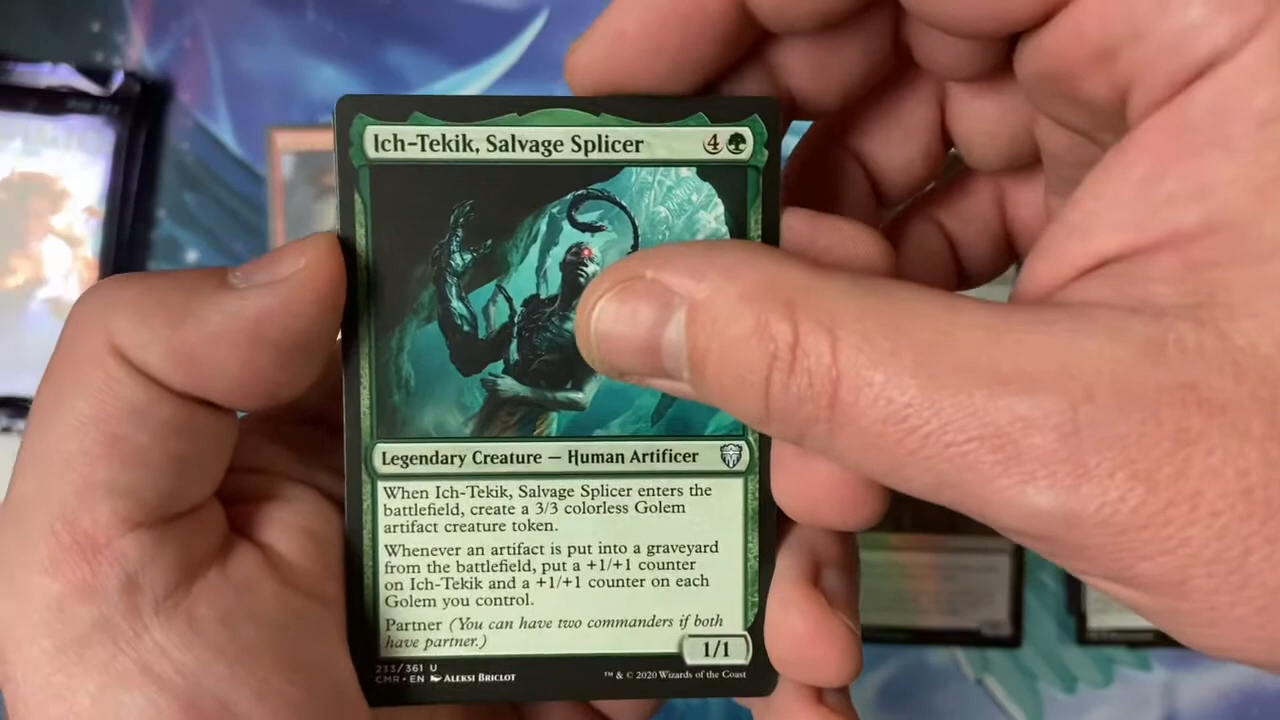 Ich-Tekik, Salvage Splicer 4
Legendary Creature — Human Artificer
When Ich-Tekik, Salvage Splicer enters the
battlefield, create a 3/3 colorless Golem
artifact creature token.
Whenever an artifact is put into a graveyard
from the battlefield, put a +1/+1 counter
on Ich-Tekik and a +1/+1 counter on each
Golem you control.
Partner (You can have two commanders if both
have partner.)
1/1
233/361 U
CMR • EN Aleksi Briclot
™ & © 2020 Wizards of the Coast